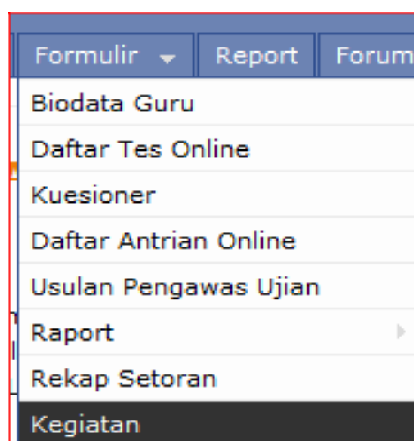 Formulir Report Forum
Biodata Guru
Daftar Tes Online
Kuesioner
Daftar Antrian Online
Usulan Pengawas Ujian
Raport
Rekap Setoran
Kegiatan